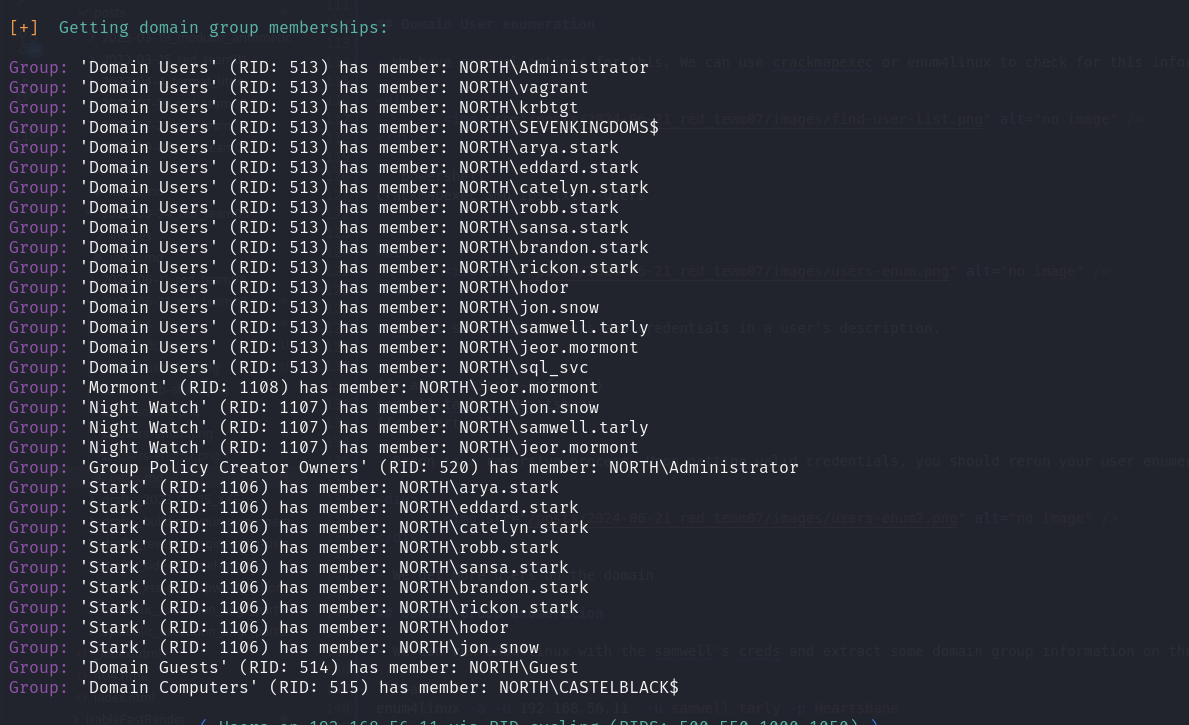 [+]  Getting domain group memberships:
Group: 'Domain Users' (RID: 513) has member: NORTH\Administrator
Group: 'Domain Users' (RID: 513) has member: NORTH\vagrant
Group: 'Domain Users' (RID: 513) has member: NORTH\krbtgt
Group: 'Domain Users' (RID: 513) has member: NORTH\SEVENKINGDOMS$
Group: 'Domain Users' (RID: 513) has member: NORTH\arya.stark
Group: 'Domain Users' (RID: 513) has member: NORTH\eddard.stark
Group: 'Domain Users' (RID: 513) has member: NORTH\catelyn.stark
Group: 'Domain Users' (RID: 513) has member: NORTH\robb.stark
Group: 'Domain Users' (RID: 513) has member: NORTH\sansa.stark
Group: 'Domain Users' (RID: 513) has member: NORTH\brandon.stark
Group: 'Domain Users' (RID: 513) has member: NORTH\rickon.stark
Group: 'Domain Users' (RID: 513) has member: NORTH\hodor
Group: 'Domain Users' (RID: 513) has member: NORTH\jon.snow
Group: 'Domain Users' (RID: 513) has member: NORTH\samwell.tarly
Group: 'Domain Users' (RID: 513) has member: NORTH\jeor.mormont
Group: 'Domain Users' (RID: 513) has member: NORTH\sql_svc
Group: 'Mormont' (RID: 1108) has member: NORTH\jeor.mormont
Group: 'Night Watch' (RID: 1107) has member: NORTH\jon.snow
Group: 'Night Watch' (RID: 1107) has member: NORTH\samwell.tarly
Group: 'Night Watch' (RID: 1107) has member: NORTH\jeor.mormont
Group: 'Group Policy Creator Owners' (RID: 520) has member: NORTH\Administrator
Group: 'Stark' (RID: 1106) has member: NORTH\arya.stark
Group: 'Stark' (RID: 1106) has member: NORTH\eddard.stark
Group: 'Stark' (RID: 1106) has member: NORTH\catelyn.stark
Group: 'Stark' (RID: 1106) has member: NORTH\robb.stark
Group: 'Stark' (RID: 1106) has member: NORTH\sansa.stark
Group: 'Stark' (RID: 1106) has member: NORTH\brandon.stark
Group: 'Stark' (RID: 1106) has member: NORTH\rickon.stark
Group: 'Stark' (RID: 1106) has member: NORTH\hodor
Group: 'Stark' (RID: 1106) has member: NORTH\jon.snow
Group: 'Domain Guests' (RID: 514) has member: NORTH\Guest
Group: 'Domain Computers' (RID: 515) has member: NORTH\CASTELBLACK$
( Users on 192.168.56.11 via RID cycling (RIDS: 500-550,1000-1050) )